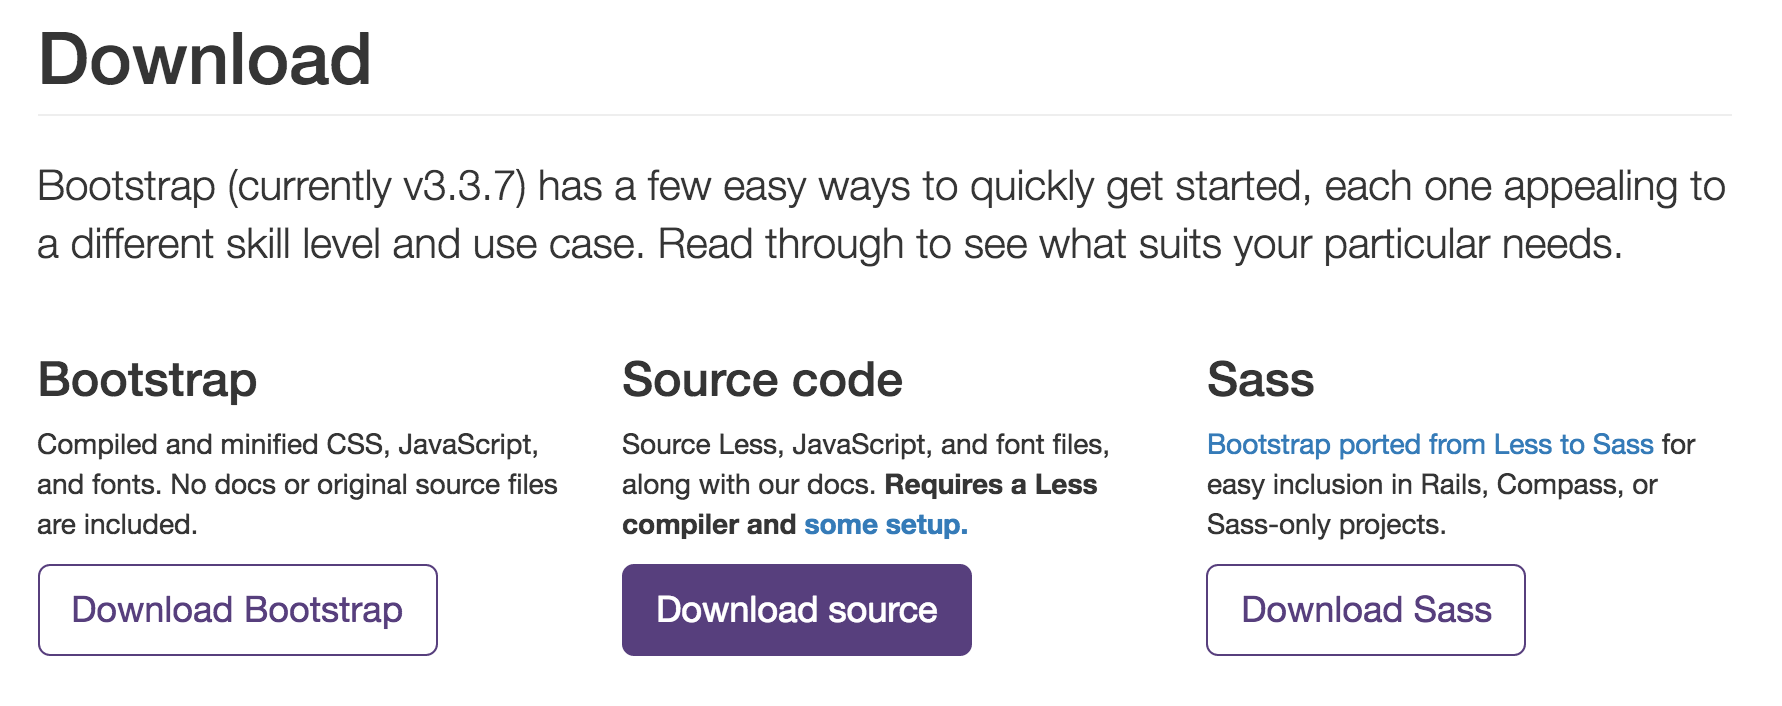 Download
Bootstrap (currently v3.3.7) has a few easy ways to quickly get started, each one appealing to
a different skill level and use case. Read through to see what suits your particular needs.
Bootstrap
Compiled and minified CSS, JavaScript,
and fonts. No docs or original source files
are included.
Download Bootstrap
Source code
Source Less, JavaScript, and font files,
along with our docs. Requires a Less
compiler and some setup.
Download source
Sass
Bootstrap ported from Less to Sass for
easy inclusion in Rails, Compass, or
Sass-only projects.
Download Sass